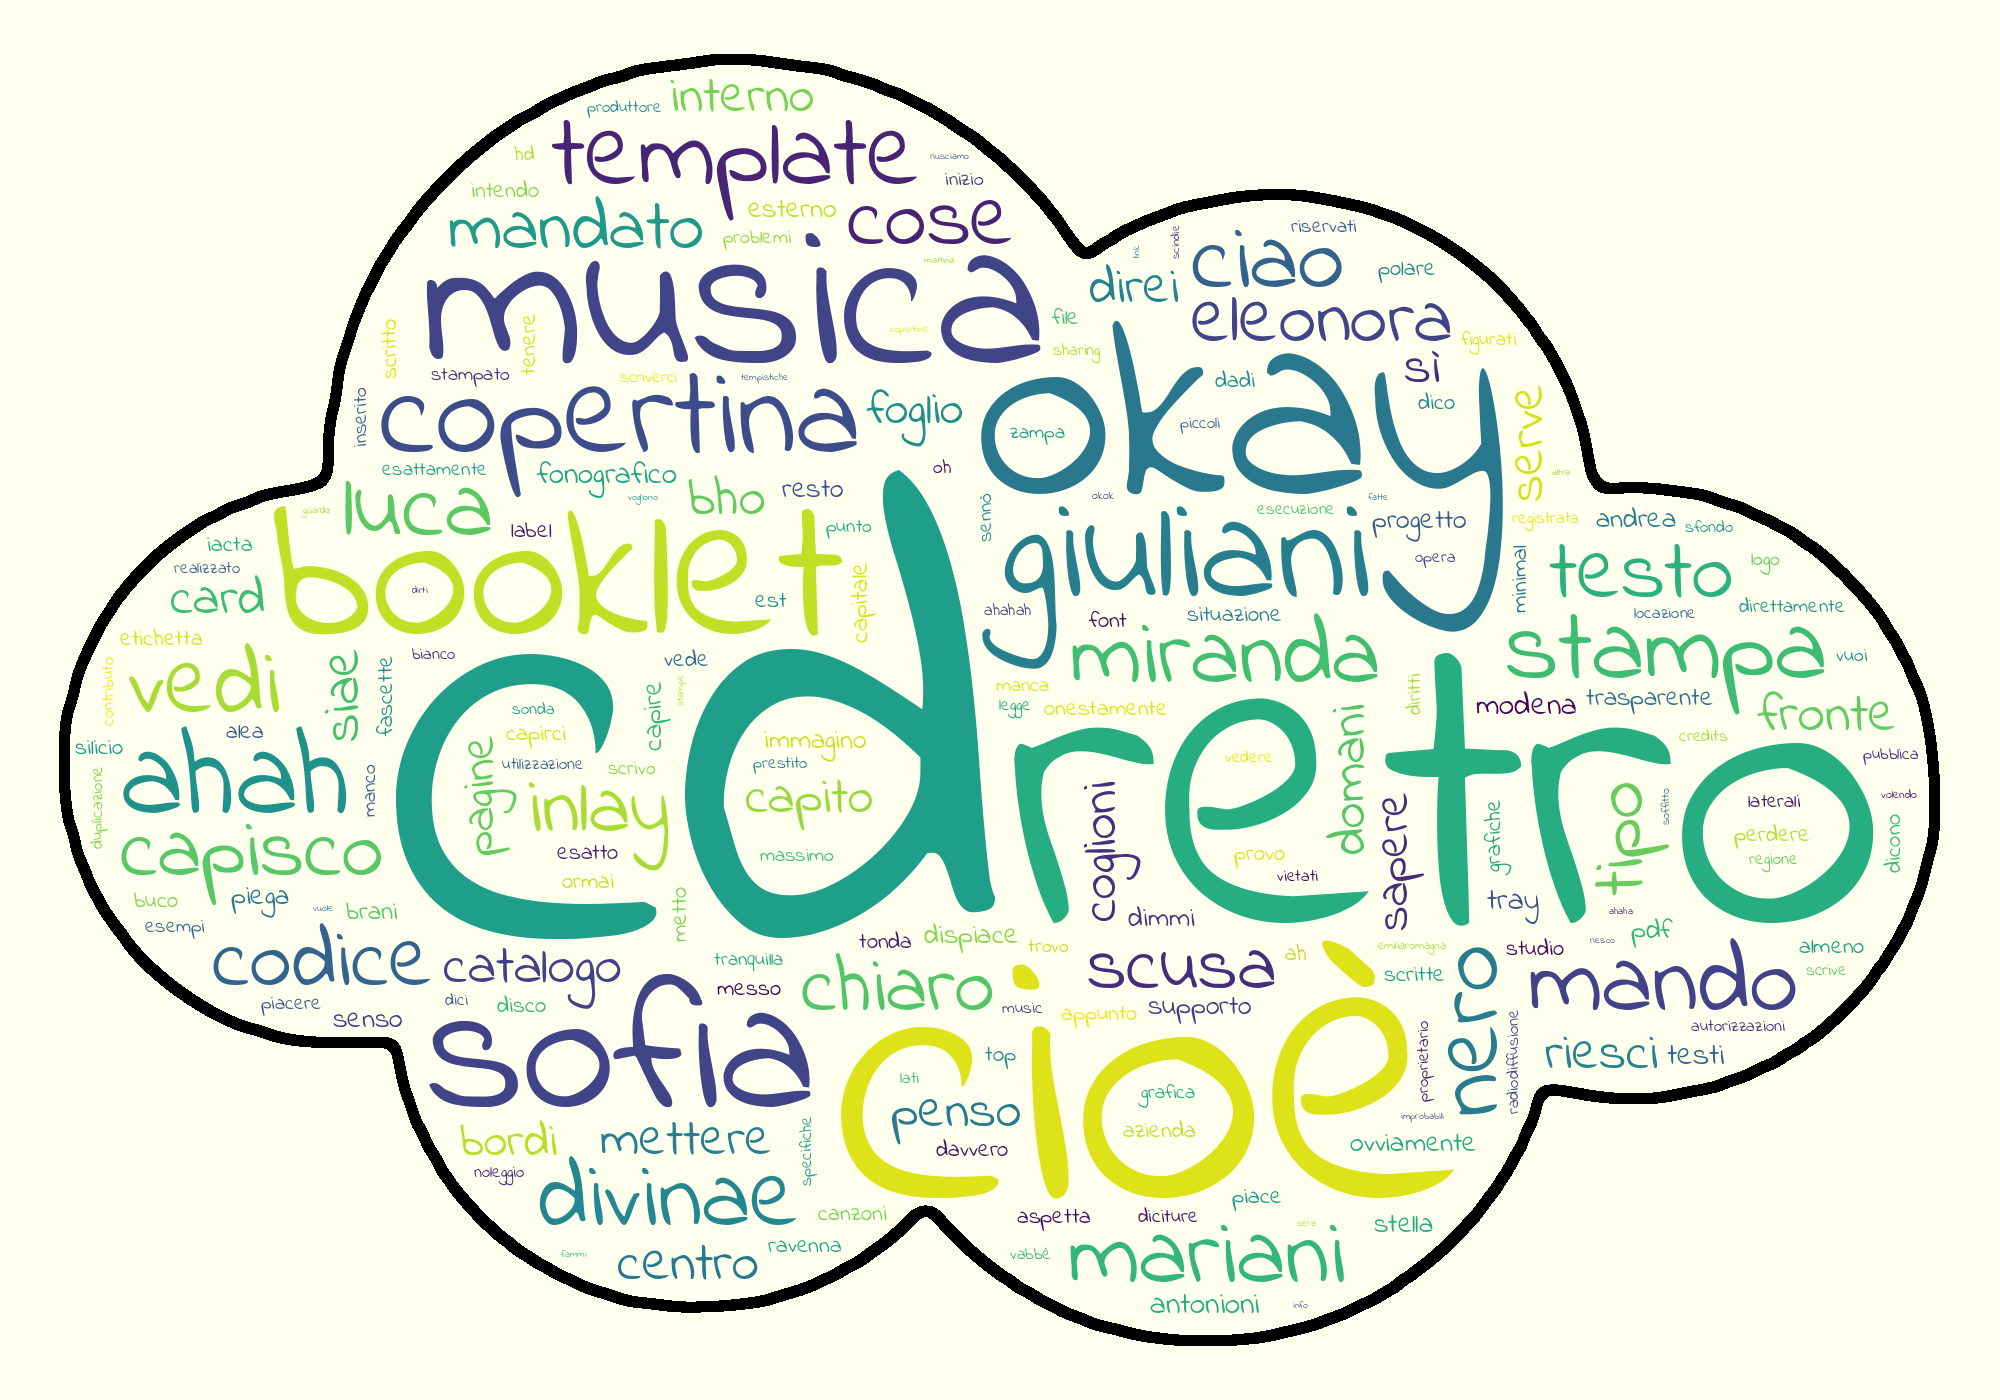 interno
produttore
template
hd
riusciamo
intendo
inizio
esterno
cose
mandato
problemi
musica
mattina
copertine
riservati
link
scindie
ciao
polare
direi
eleonora
file
figurati
sharing
sì
scritto
tenere
stampato
scriverci
tempistiche
copertina
foglio
okay
dadi
dico
zampa
piccoli
serve
inserito
esattamente
fonografico
vogliono
oh
altra
luca
bho
resto
okok
fatte
guarda
label
punto
sennò
esecuzione
progetto
registrata
andrea
sfondo
iacta
booklet
giuliani
opera
minimal
testo
logo
realizzato
card
dirti
est
capitale
ahahah
font
situazione
locazione
direttamente
etichetta
bianco
vede
miranda
stampa
vuoi
contributo
vedi
siae
fascette
stampe
manca
legge
onestamente
diritti
modena
trasparente
fronte
silicio
alea
cd
retro
sonda
capirci
utilizzazione
capire
scrivo
immagino
prestito
vedere
domani
credits
pubblica
ahah
manco
pagine
inlay
capito
coglioni
sapere
grafiche
tipo
soffitto
laterali
volendo
perdere
regione
dicono
duplicazione
capisco
esatto
massimo
provo
vietati
ormai
buco
piega
vuole
brani
metto
dimmi
tray
ahaha
esempi
tonda
dispiace
trovo
ah
emiliaromagna
studio
riesco
pdf
almeno
codice
catalogo
tranquilla
chiaro
scusa
scritte
nero
mando
scrive
piacere
dici
disco
messo
music
appunto
supporto
senso
autorizzazioni
sofia
cioè
top
proprietario
radiodiffusione
riesci
testi
lati
penso
grafica
azienda
improbabili
bordi
mettere
specifiche
davvero
ovviamente
noleggio
divinae
canzoni
aspetta
diciture
piace
sera
stella
fammi
centro
ravenna
vabbè
mariani
antonioni
info